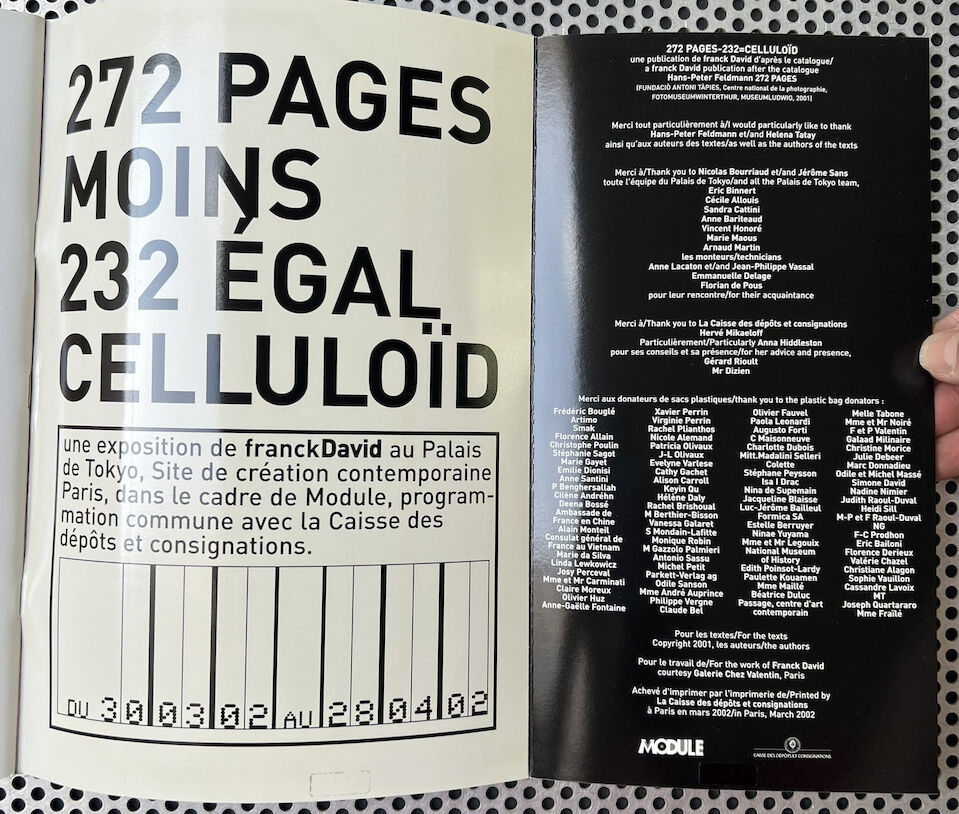 272 PAGES
MOINS
232 ÉGAL
CELLULOÏD
une exposition de franckDavid au Palais
de Tokyo, Site de création contemporaine
Paris, dans le cadre de Module, program-
mation commune avec la Caisse des
dépôts et consignations.
DU 30 03 02 AU 28 04 02
272 PAGES-232=CELLULOÏD
une publication de franck David d'après le catalogue/
a franck David publication after the catalogue
Hans-Peter Feldmann 272 PAGES
(FUNDACIÓ ANTONI TÀPIES, Centre national de la photographie,
FOTOMUSEUMWINTERTHUR, MUSEUMLUDWIG, 2001)
Merci tout particulièrement à/I would particularly like to thank
Hans-Peter Feldmann et/and Helena Tatay
ainsi qu'aux auteurs des textes/as well as the authors of the texts
Merci à/Thank you to Nicolas Bourriaud et/and Jérôme Sans
toute l'équipe du Palais de Tokyo/and all the Palais de Tokyo team,
Eric Binnert
Cécile Allouis
Sandra Cattini
Anne Bariteaud
Vincent Honoré
Marie Maous
Arnaud Martin
les monteurs/technicians
Anne Lacaton et/and Jean-Philippe Vassal
Emmanuelle Delage
Florian de Pous
pour leur rencontre/for their acquaintance
Merci à/Thank you to La Caisse des dépôts et consignations
Hervé Mikaeloff
Particulièrement/Particularly Anna Hiddleston
pour ses conseils et sa présence/for her advice and presence,
Gérard Rioult
Mr Dizien
Merci aux donateurs de sacs plastiques/thank you to the plastic bag donators :
Frédéric Bouglé
Artimo
Smak
Florence Allain
Christophe Poulin
Stéphanie Sagot
Marie Gayet
Emilie Dionisi
Anne Santini
P Benghersallah
Cilène Andréhn
Deena Bossé
Ambassade de
France en Chine
Alain Monteil
Consulat général de
France au Vietnam
Marie da Silva
Linda Lewkowicz
Josy Perceval
Mme et Mr Carminati
Claire Moreux
Olivier Huz
Anne-Gaëlle Fontaine
Xavier Perrin
Virginie Perrin
Rachel Planthos
Nicole Alemand
Patricia Olivaux
J-L Olivaux
Evelyne Varlese
Cathy Gachet
Alison Carroll
Keyin Qu
Hélène Daly
Rachel Brishoual
M Berthier-Bisson
Vanessa Galaret
S Mondain-Lafitte
Monique Robin
M Gazzolo Palmieri
Antonio Sassu
Michel Petit
Parkett-Verlag ag
Odile Sanson
Mme André Auprince
Philippe Vergne
Claude Bel
Olivier Fauvel
Paola Leonardi
Augusto Forti
C Maisonneuve
Charlotte Dubois
Mitt.Madalini Selleri
Colette
Stéphane Peysson
Isa I Drac
Nina de Supemain
Jacqueline Blaisse
Luc-Jérôme Bailleul
Formica SA
Estelle Berruyer
Ninae Yuyama
Mme et Mr Legouix
National Museum
of History
Edith Poinsot-Lardy
Paulette Kouamen
Mme Maillé
Béatrice Duluc
Passage, centre d'art
contemporain
Melle Tabone
Mme et Mr Noiré
F et P Valentin
Galaad Milinaire
Christine Morice
Julie Debeer
Marc Donnadieu
Odile et Michel Massé
Simone David
Nadine Nimier
Judith Raoul-Duval
Heidi Sill
M-P et F Raoul-Duval
NG
F-C Prodhon
Eric Bailoni
Florence Derieux
Valérie Chazel
Christiane Alagon
Sophie Vauillon
Cassandre Lavoix
MT
Joseph Quartararo
Mme Frailé
Pour les textes/For the texts
Copyright 2001, les auteurs/the authors
Pour le travail de/For the work of Franck David
courtesy Galerie Chez Valentin, Paris
Achevé d'imprimer par l'imprimerie de/Printed by
La Caisse des dépôts et consignations
à Paris en mars 2002/in Paris, March 2002
MODULE
CAISSE DES DÉPÔTS ET CONSIGNATIONS